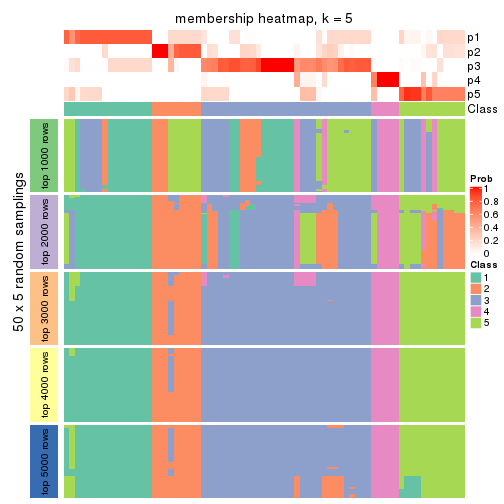 membership heatmap, k = 5
p1
p2
p3
p4
p5
Class
50 x 5 random samplings
top 1000 rows
top 2000 rows
top 3000 rows
top 4000 rows
top 5000 rows
Prob
1
0.8
0.6
0.4
0.2
0
Class
1
2
3
4
5